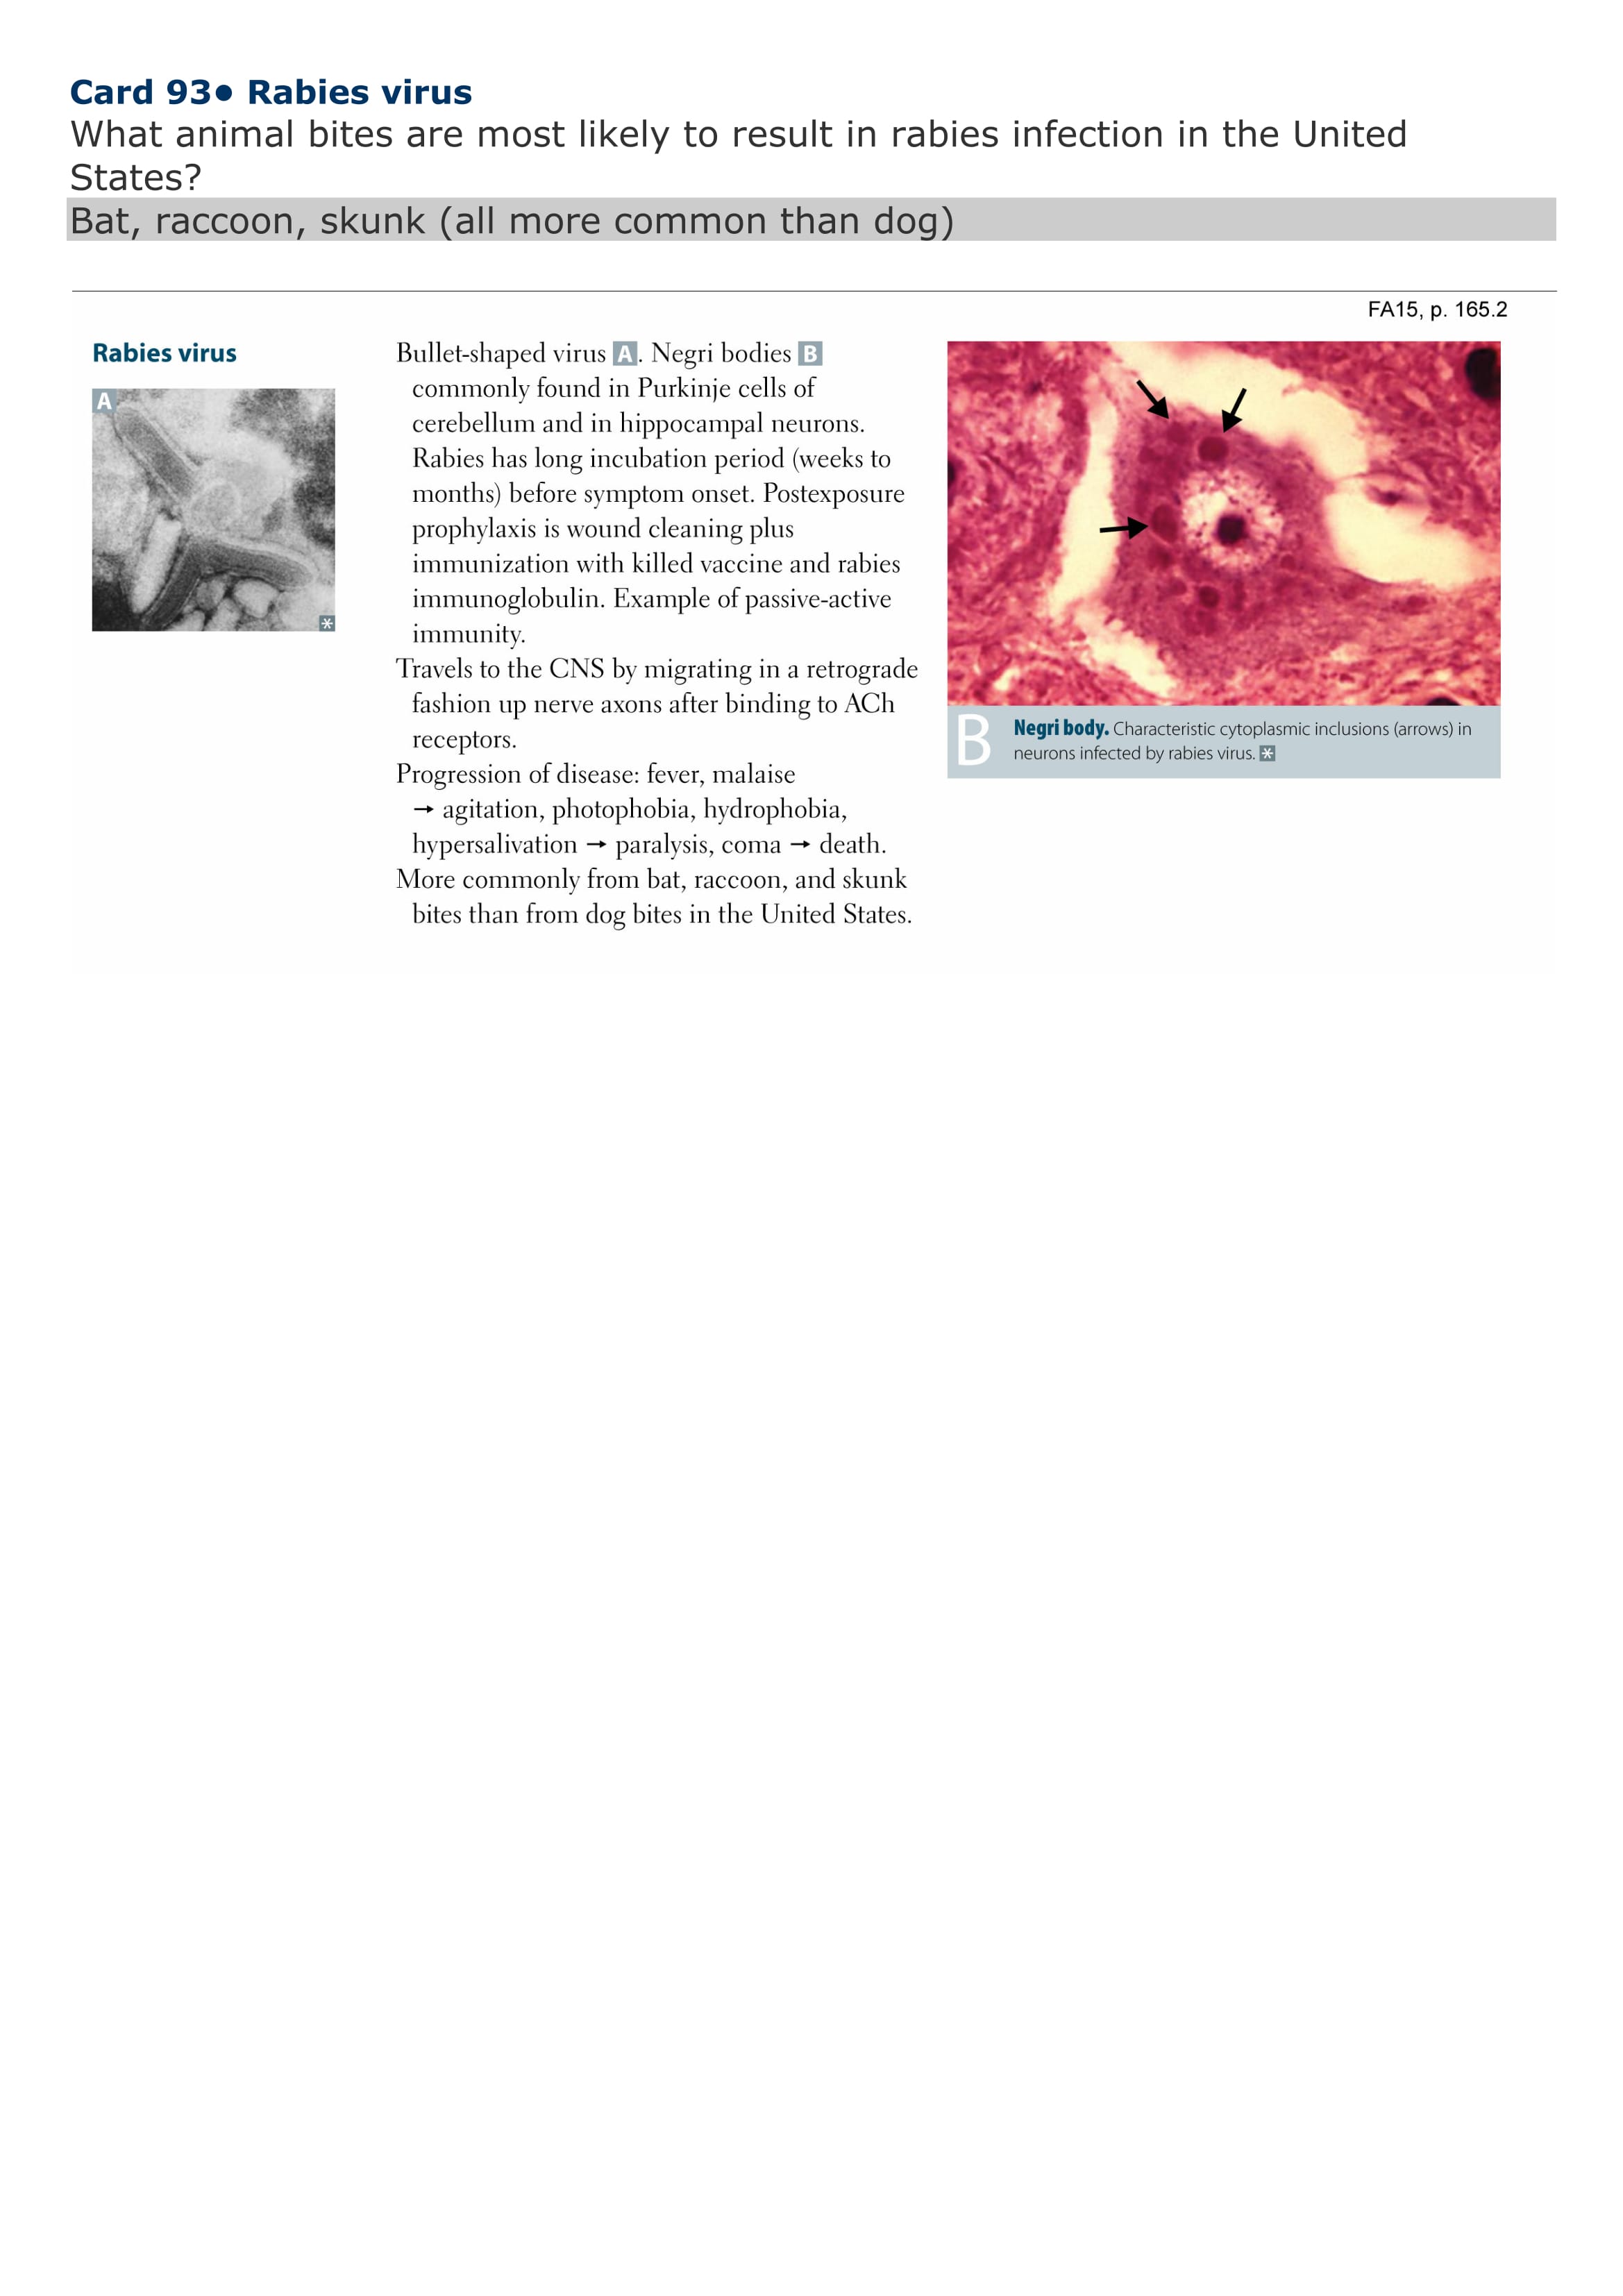 Card 93● Rabies virus
What animal bites are most likely to result in rabies infection in the United
States?
Bat, raccoon, skunk (all more common than dog)
FA15, p. 165.2
Rabies virus
A
*
Bullet-shaped virus A. Negri bodies B
commonly found in Purkinje cells of
cerebellum and in hippocampal neurons.
Rabies has long incubation period (weeks to
months) before symptom onset. Postexposure
prophylaxis is wound cleaning plus
immunization with killed vaccine and rabies
immunoglobulin. Example of passive-active
immunity.
Travels to the CNS by migrating in a retrograde
fashion up nerve axons after binding to ACh
receptors.
Progression of disease: fever, malaise
→ agitation, photophobia, hydrophobia,
hypersalivation → paralysis, coma → death.
More commonly from bat, raccoon, and skunk
bites than from dog bites in the United States.
B
Negri body. Characteristic cytoplasmic inclusions (arrows) in
neurons infected by rabies virus. *